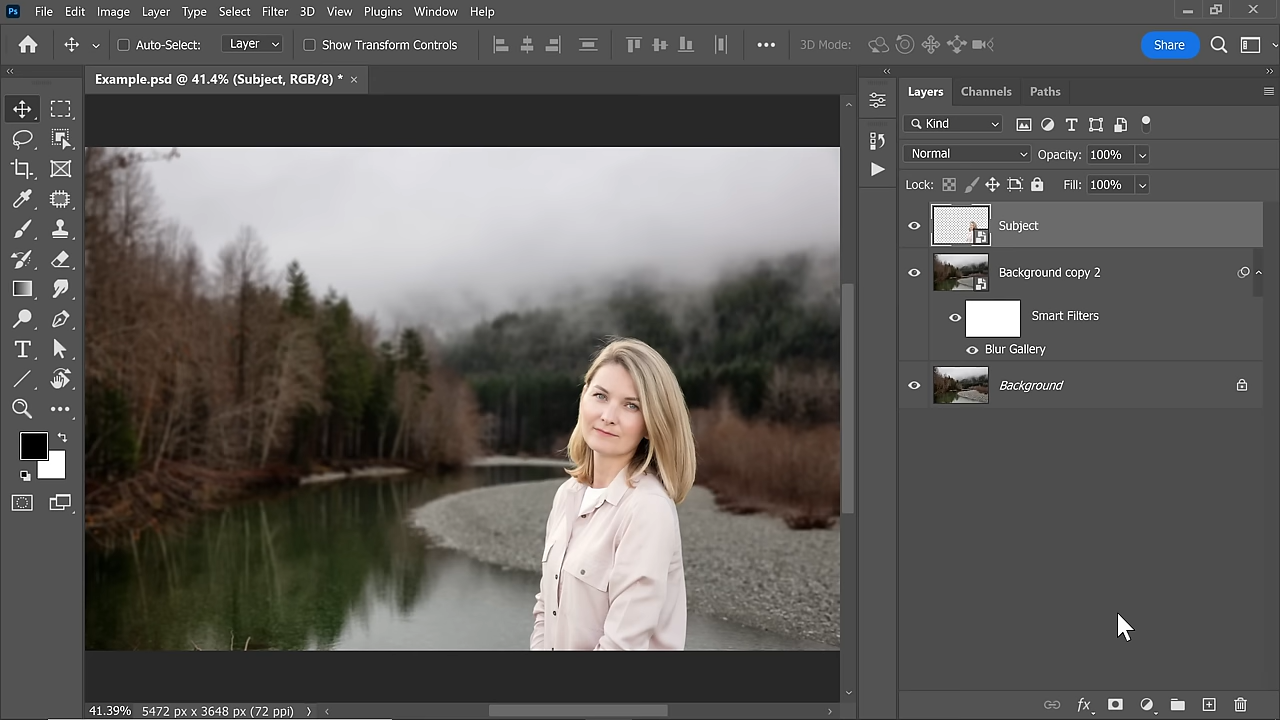 Ps File Edit Image Layer Type Select Filter 3D View Plugins Window Help
Auto-Select: Layer Show Transform Controls 3D Mode: Share
Example.psd @ 41.4% (Subject, RGB/8) *
Layers Channels Paths
Kind
Normal Opacity: 100%
Lock: Fill: 100%
Subject
Background copy 2
Smart Filters
Blur Gallery
Background
41.39% 5472 px x 3648 px (72 ppi)
fx